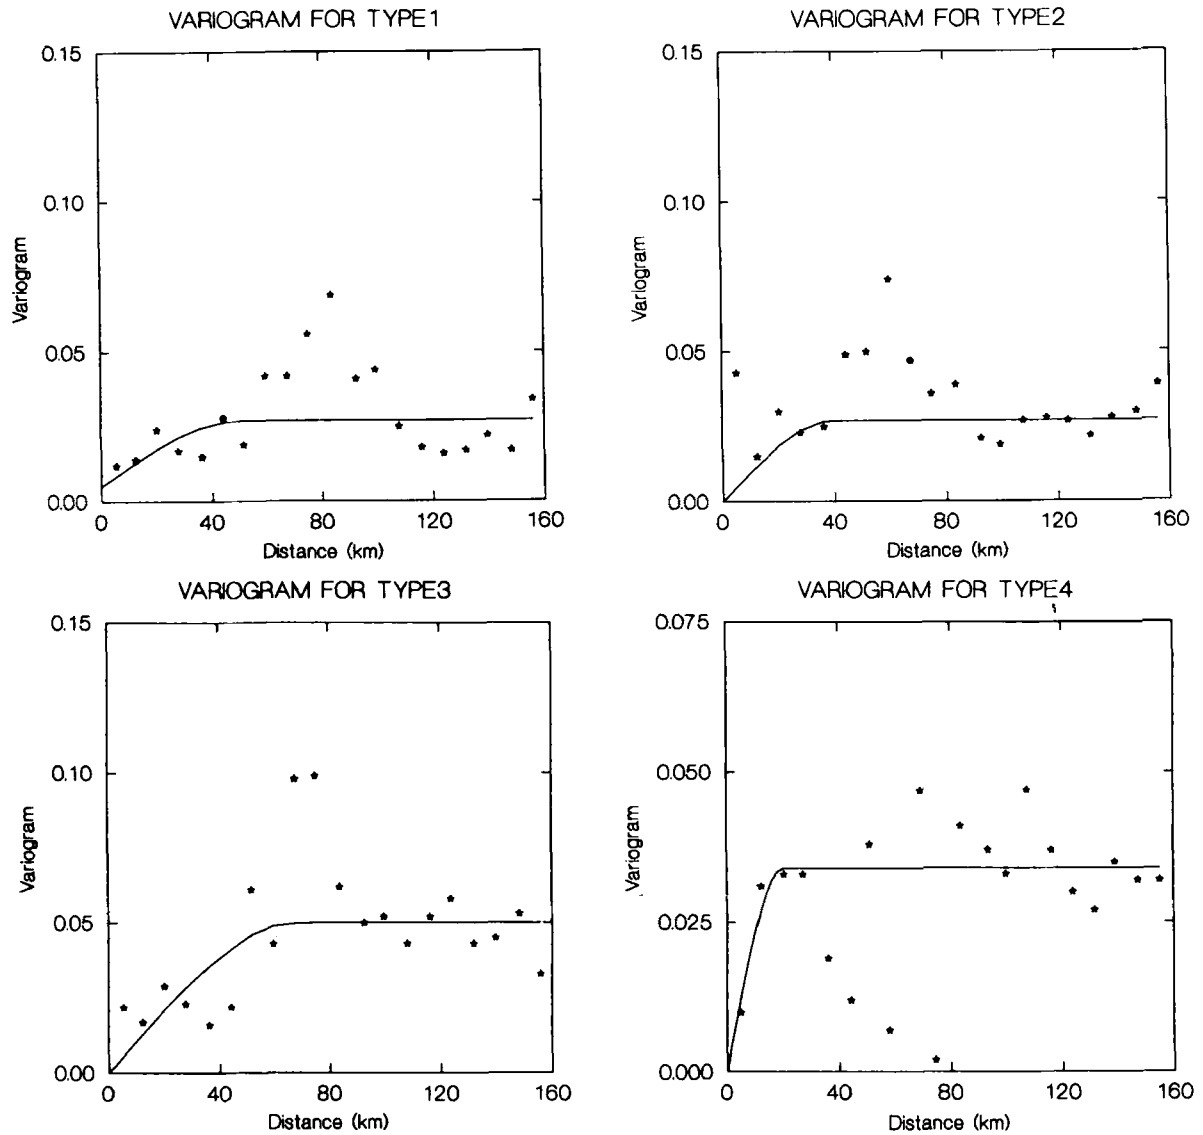 VARIOGRAM FOR TYPE1
0.15
0.10
0.05
0.00
Variogram
0 40 80 120 160
Distance (km)
VARIOGRAM FOR TYPE2
0.15
0.10
0.05
0.00
Variogram
0 40 80 120 160
Distance (km)
VARIOGRAM FOR TYPE3
0.15
0.10
0.05
0.00
Variogram
0 40 80 120 160
Distance (km)
VARIOGRAM FOR TYPE4
0.075
0.050
0.025
0.000
Variogram
0 40 80 120 160
Distance (km)